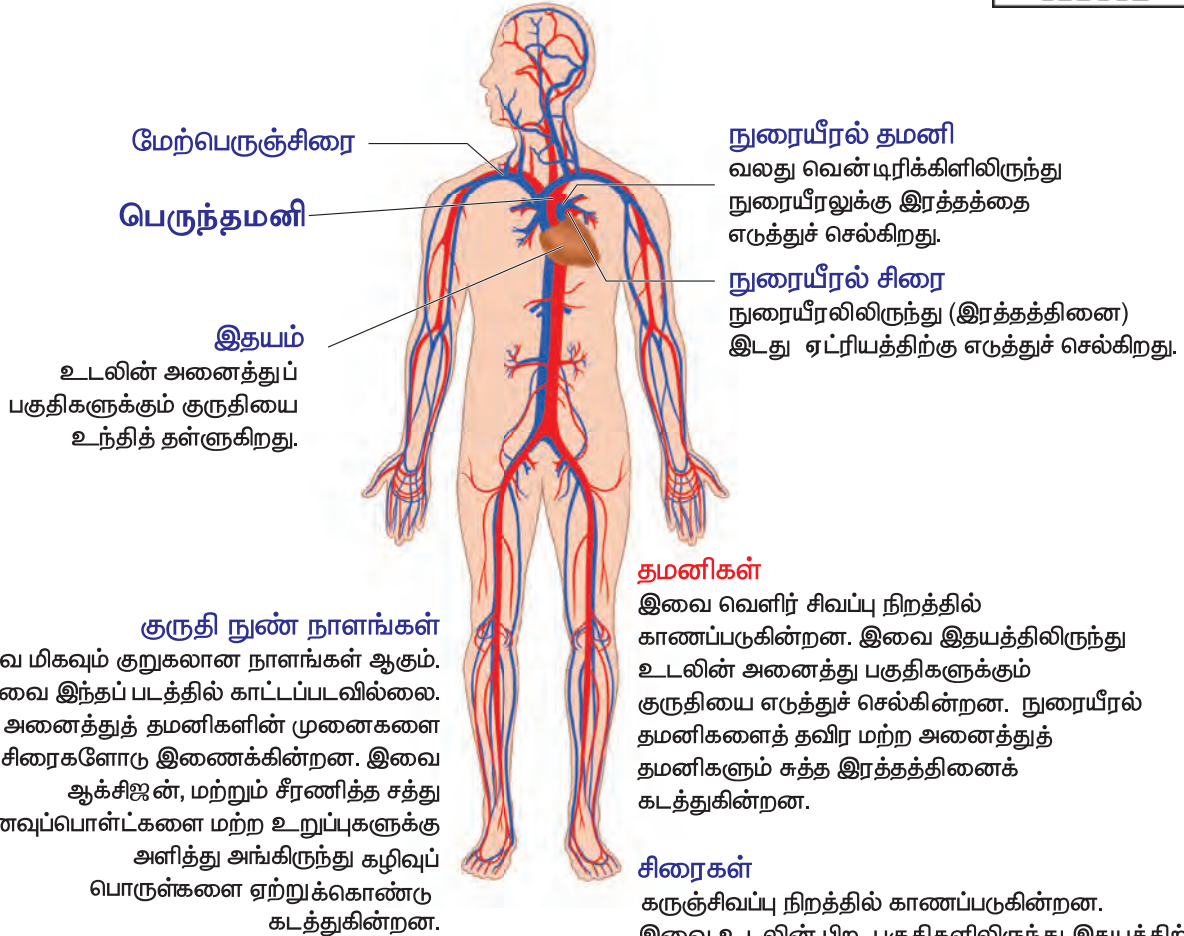 மேற்பெருஞ்சிரை
பெருந்தமனி
இதயம்
உடலின் அனைத்துப்
பகுதிகளுக்கும் குருதியை
உந்தித் தள்ளுகிறது.
நுரையீரல் தமனி
வலது வென்டிரிக்கிளிலிருந்து
நுரையீரலுக்கு இரத்தத்தை
எடுத்துச் செல்கிறது.
நுரையீரல் சிரை
நுரையீரலிலிருந்து (இரத்தத்தினை)
இடது ஏட்ரியத்திற்கு எடுத்துச் செல்கிறது.
குருதி நுண் நாளங்கள்
மிகவும் குறுகலான நாளங்கள் ஆகும்.
இந்தப் படத்தில் காட்டப்படவில்லை.
அனைத்துத் தமனிகளின் முனைகளை
சிரைகளோடு இணைக்கின்றன. இவை
ஆக்சிஜன், மற்றும் சீரணித்த சத்து
மற்ற உறுப்புகளுக்கு
அளித்து அங்கிருந்து கழிவுப்
பொருள்களை ஏற்றுக்கொண்டு
கடத்துகின்றன.
தமனிகள்
இவை வெளிர் சிவப்பு நிறத்தில்
காணப்படுகின்றன. இவை இதயத்திலிருந்து
உடலின் அனைத்து பகுதிகளுக்கும்
குருதியை எடுத்துச் செல்கின்றன. நுரையீரல்
தமனிகளைத் தவிர மற்ற அனைத்துத்
தமனிகளும் சுத்த இரத்தத்தினைக்
கடத்துகின்றன.
சிரைகள்
கருஞ்சிவப்பு நிறத்தில் காணப்படுகின்றன.
இவை உடலின் பிற பகுதிகளிலிருந்து